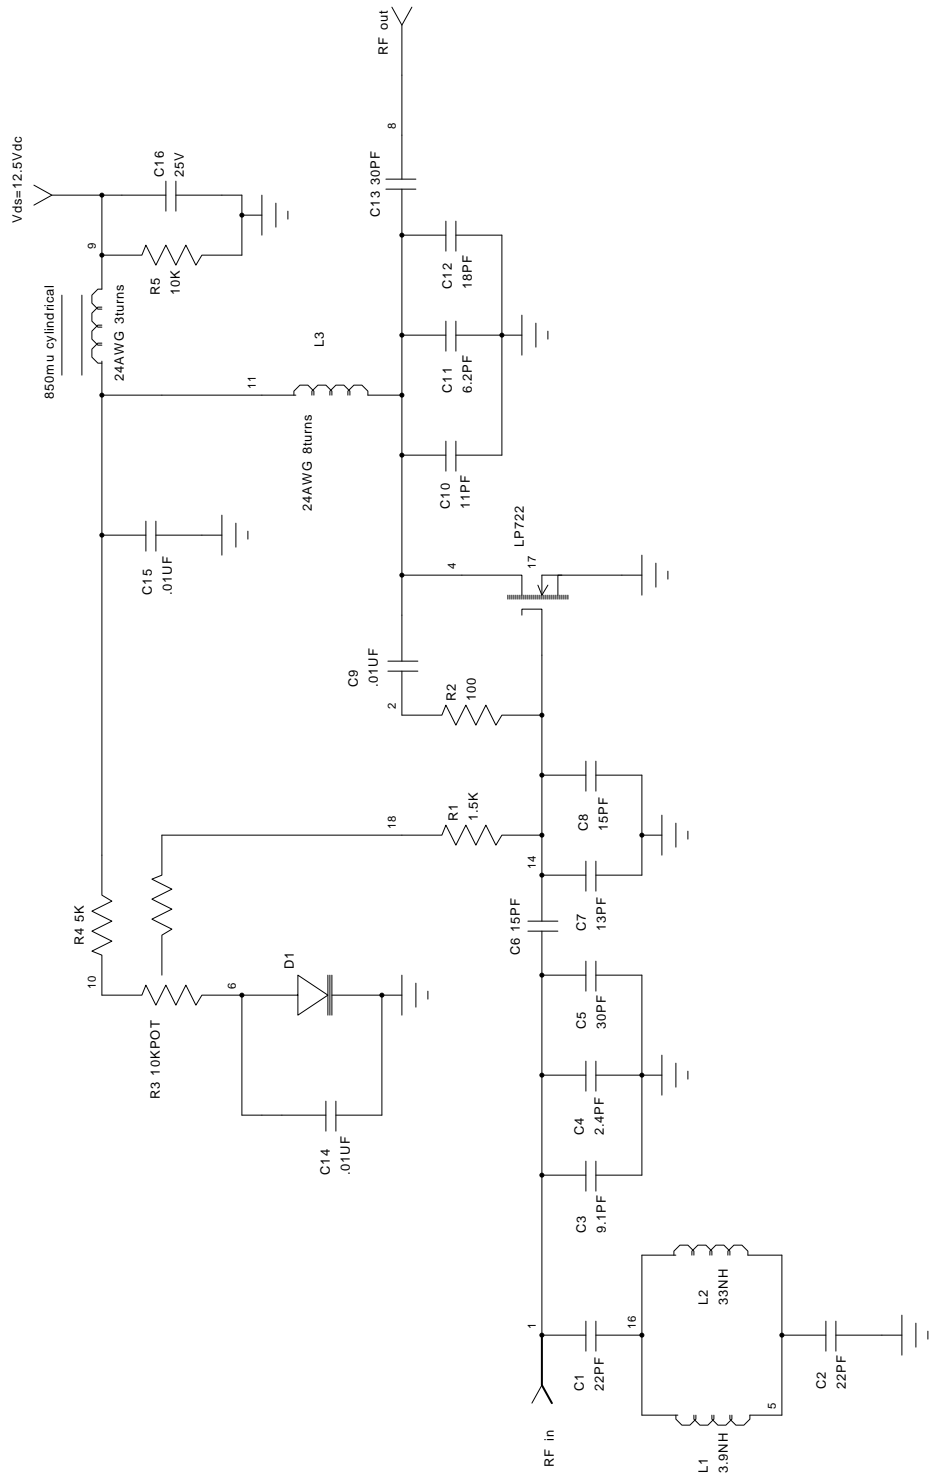 RF in
1
C1
22PF
16
L1
3.9NH
L2
33NH
5
C2
22PF
C3
9.1PF
C4
2.4PF
C5
30PF
C6 15PF
14
C7
13PF
C8
15PF
R1
1.5K
18
R2
100
2
C9
.01UF
4
17
LP722
C10
11PF
C11
6.2PF
C12
18PF
C13 30PF
8
RF out
L3
24AWG 8turns
11
C14
.01UF
D1
6
R3 10KPOT
10
R4 5K
C15
.01UF
850mu cylindrical
24AWG 3turns
9
R5
10K
C16
25V
Vds=12.5Vdc